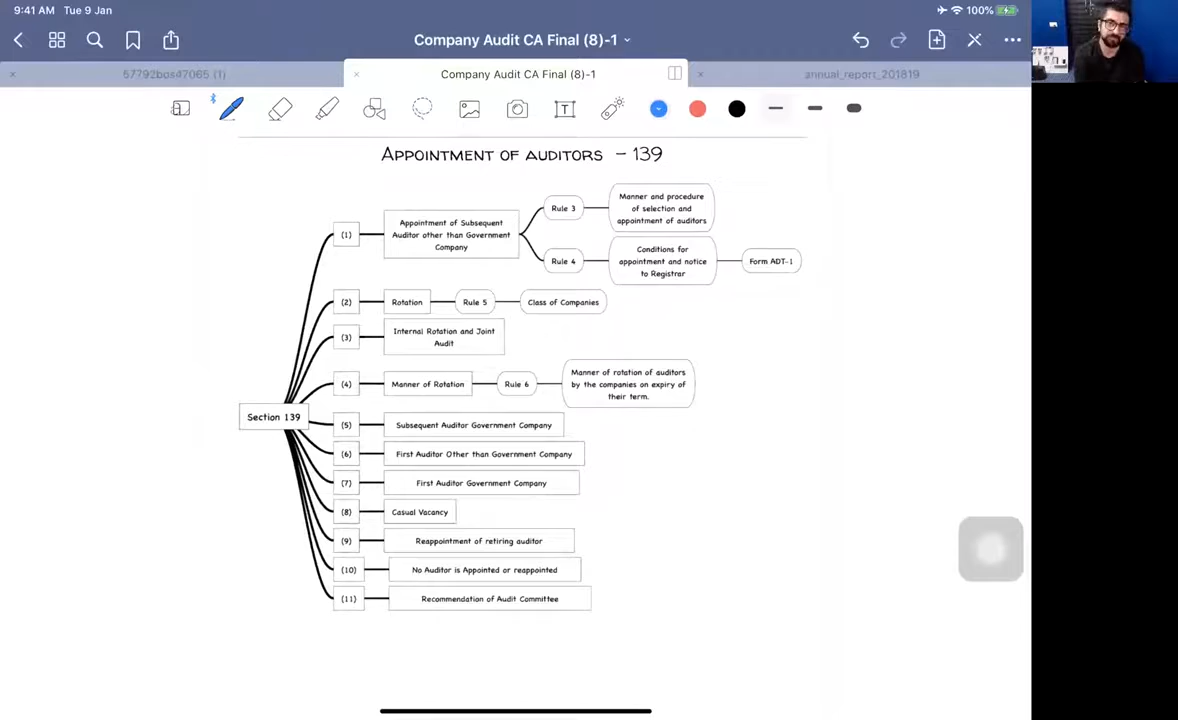 9:41 AM Tue 9 Jan
100%
Company Audit CA Final (8)-1
57792bos47065 (1)
Company Audit CA Final (8)-1
annual_report_201819
T
APPOINTMENT OF AUDITORS - 139
Section 139
(1)
Appointment of Subsequent
Auditor other than Government
Company
Rule 3
Manner and procedure
of selection and
appointment of auditors
Rule 4
Conditions for
appointment and notice
to Registrar
Form ADT-1
(2)
Rotation
Rule 5
Class of Companies
(3)
Internal Rotation and Joint
Audit
(4)
Manner of Rotation
Rule 6
Manner of rotation of auditors
by the companies on expiry of
their term.
(5)
Subsequent Auditor Government Company
(6)
First Auditor Other than Government Company
(7)
First Auditor Government Company
(8)
Casual Vacancy
(9)
Reappointment of retiring auditor
(10)
No Auditor is Appointed or reappointed
(11)
Recommendation of Audit Committee